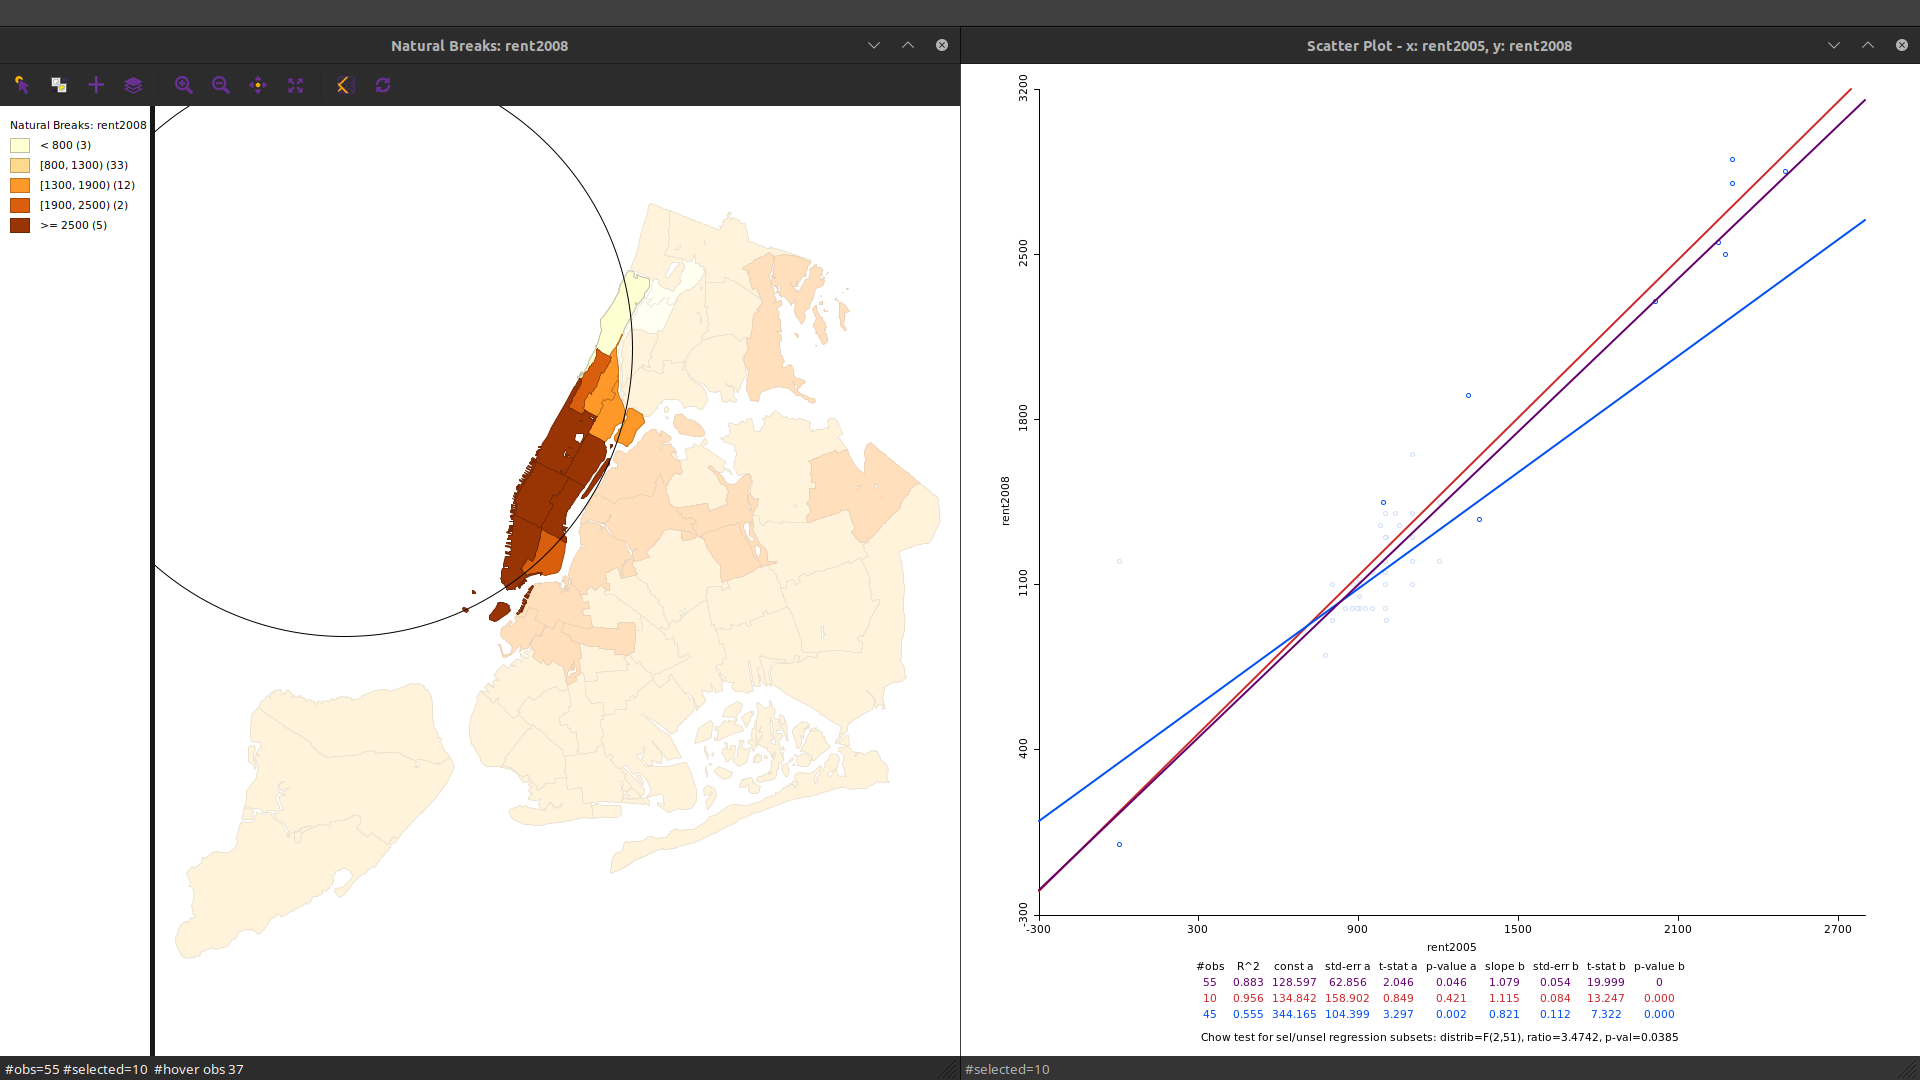 Natural Breaks: rent2008
Natural Breaks: rent2008
< 800 (3)
[800, 1300) (33)
[1300, 1900) (12)
[1900, 2500) (2)
>= 2500 (5)
#obs=55 #selected=10 #hover obs 37
Scatter Plot - x: rent2005, y: rent2008
3200
2500
1800
1100
400
-300
rent2008
-300 300 900 1500 2100 2700
rent2005
#obs R^2 const a std-err a t-stat a p-value a slope b std-err b t-stat b p-value b
55 0.883 128.597 62.856 2.046 0.046 1.079 0.054 19.999 0
10 0.956 134.842 158.902 0.849 0.421 1.115 0.084 13.247 0.000
45 0.555 344.165 104.399 3.297 0.002 0.821 0.112 7.322 0.000
Chow test for sel/unsel regression subsets: distrib=F(2,51), ratio=3.4742, p-val=0.0385
#selected=10